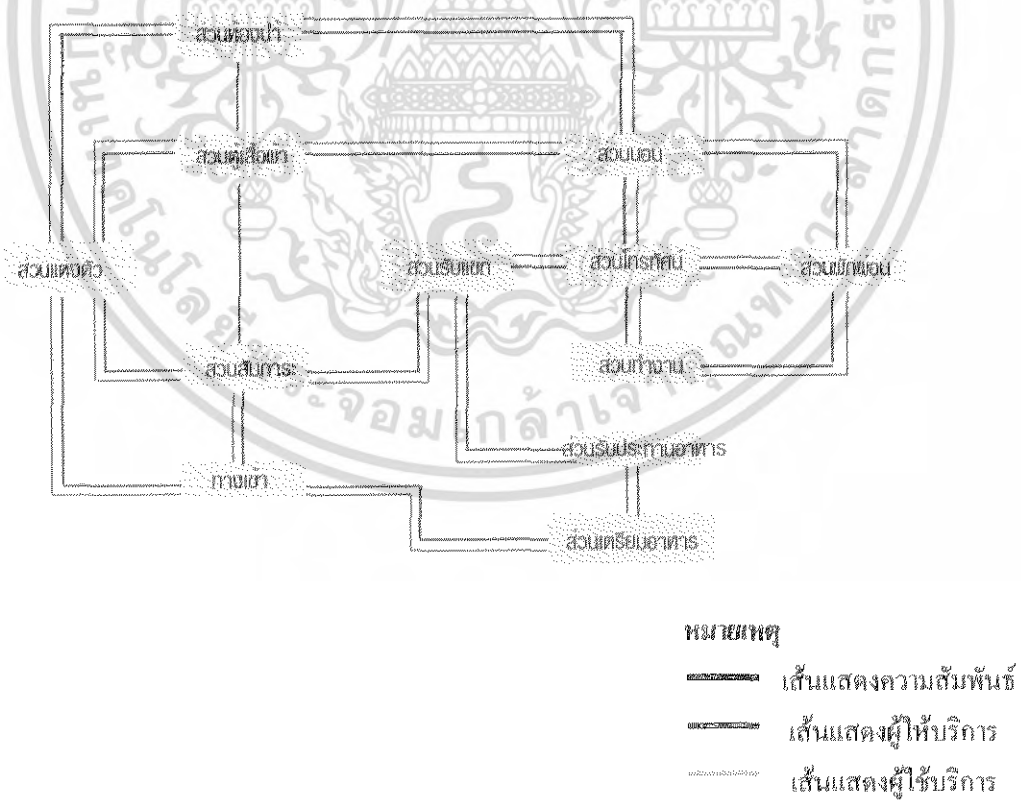 ส่วนห้องน้ำ
ส่วนตู้เสื้อผ้า
ส่วนนอน
ส่วนแต่งตัว
ส่วนรับแขก
ส่วนโทรทัศน์
ส่วนพักผ่อน
ส่วนสัมภาระ
ส่วนทำงาน
ส่วนรับประทานอาหาร
ทางเข้า
ส่วนเตรียมอาหาร
หมายเหตุ
เส้นแสดงความสัมพันธ์
เส้นแสดงผู้ให้บริการ
เส้นแสดงผู้ใช้บริการ